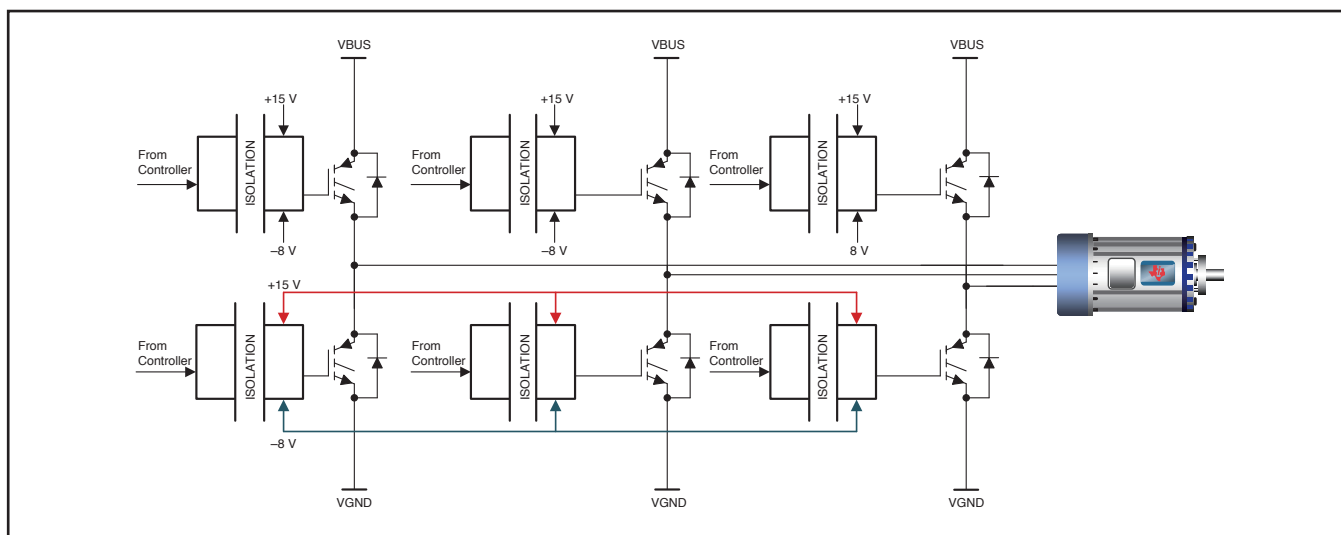 VBUS
VBUS
VBUS
+15 V
+15 V
+15 V
From
Controller
ISOLATION
From
Controller
ISOLATION
From
Controller
ISOLATION
–8 V
–8 V
8 V
+15 V
From
Controller
ISOLATION
From
Controller
ISOLATION
From
Controller
ISOLATION
–8 V
VGND
VGND
VGND